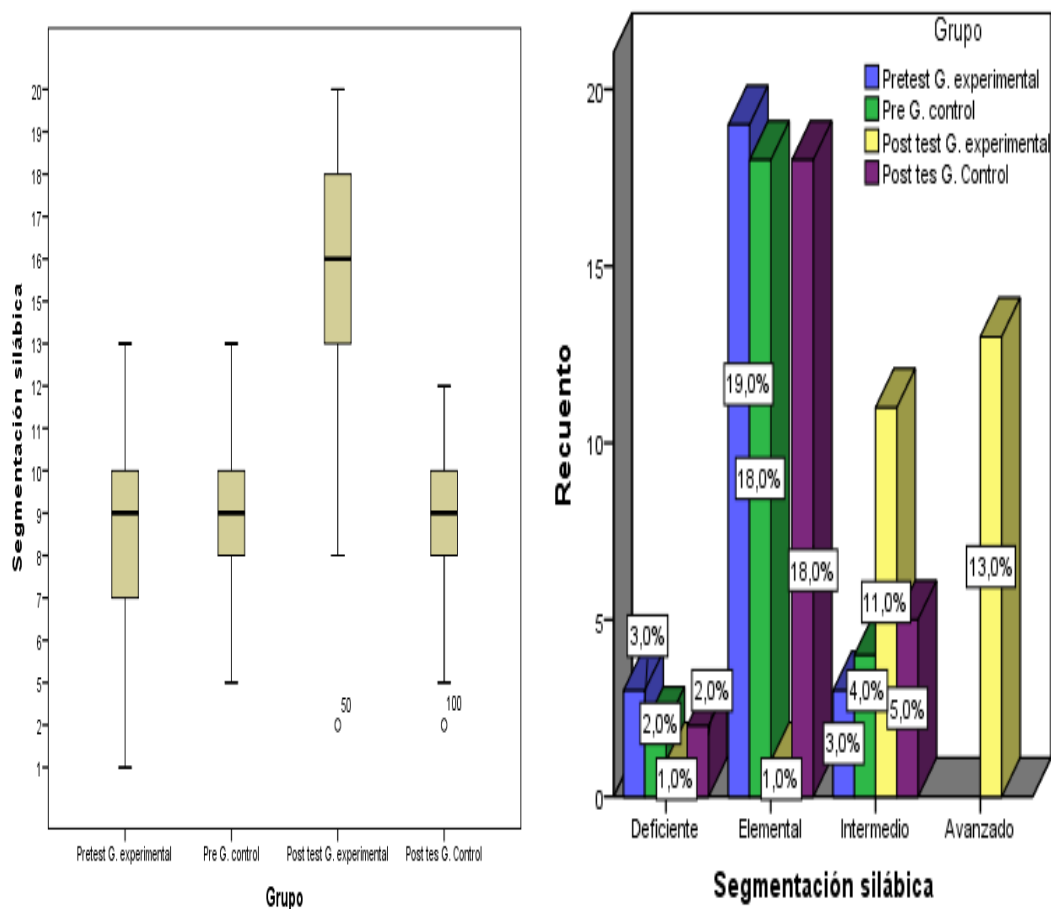 Segmentación silábica
20
19
18
17
16
15
13
12
11
10
9
8
7
6
5
2
1
50
O
100
O
Pretest G. experimental
Pre G. control
Post test G. experimental
Post tes G. Control
Grupo
Grupo
Pretest G. experimental
Pre G. control
Post test G. experimental
Post tes G. Control
Recuento
20
15
10
5
0
3,0%
2,0%
1,0%
2,0%
19,0%
18,0%
1,0%
18,0%
3,0%
4,0%
11,0%
5,0%
13,0%
Deficiente
Elemental
Intermedio
Avanzado
Segmentación silábica